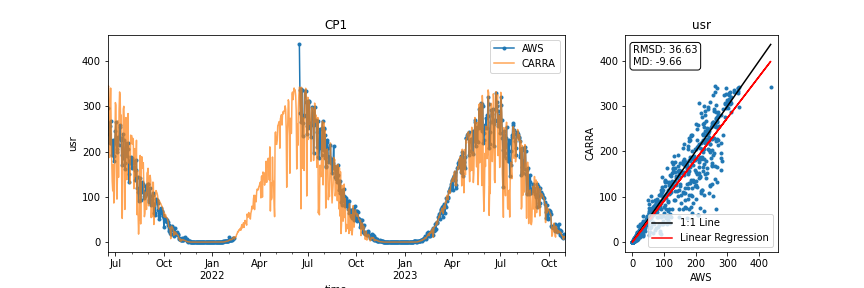 CP1
usr
400
300
200
100
0
AWS
CARRA
Jul
Oct
Jan
2022
Apr
Jul
Oct
Jan
2023
Apr
Jul
Oct
usr
RMSD: 36.63
MD: -9.66
CARRA
400
300
200
100
0
1:1 Line
Linear Regression
0
100
200
300
400
AWS